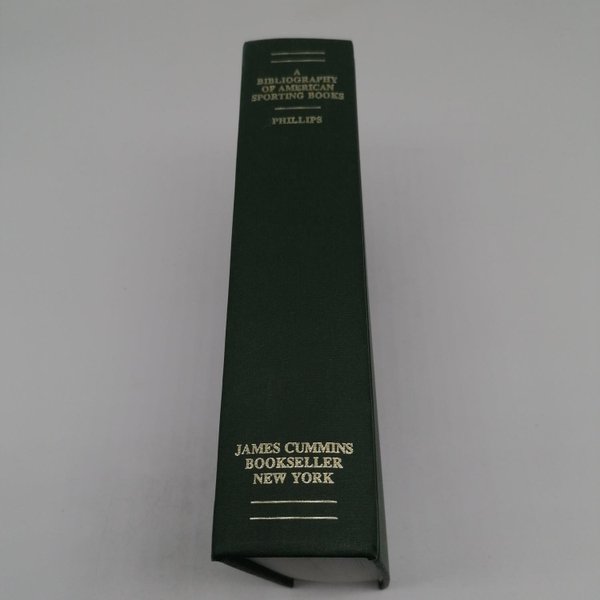 A
BIBLIOGRAPHY
OF AMERICAN
SPORTING BOOKS
PHILLIPS
JAMES CUMMINS
BOOKSELLER
NEW YORK